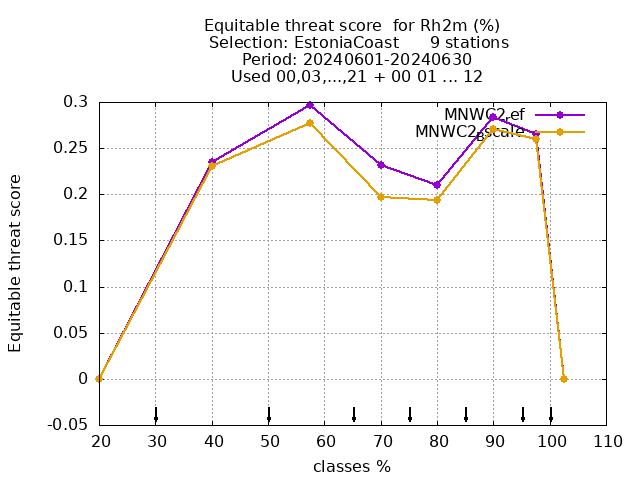 Equitable threat score  for Rh2m (%)
Selection: EstoniaCoast      9 stations
Period: 20240601-20240630
Used 00,03,...,21 + 00 01 ... 12
MNWC2ref
MNWC2Bscale
0.3
0.25
0.2
0.15
0.1
0.05
0
-0.05
Equitable threat score
20 30 40 50 60 70 80 90 100 110
classes %